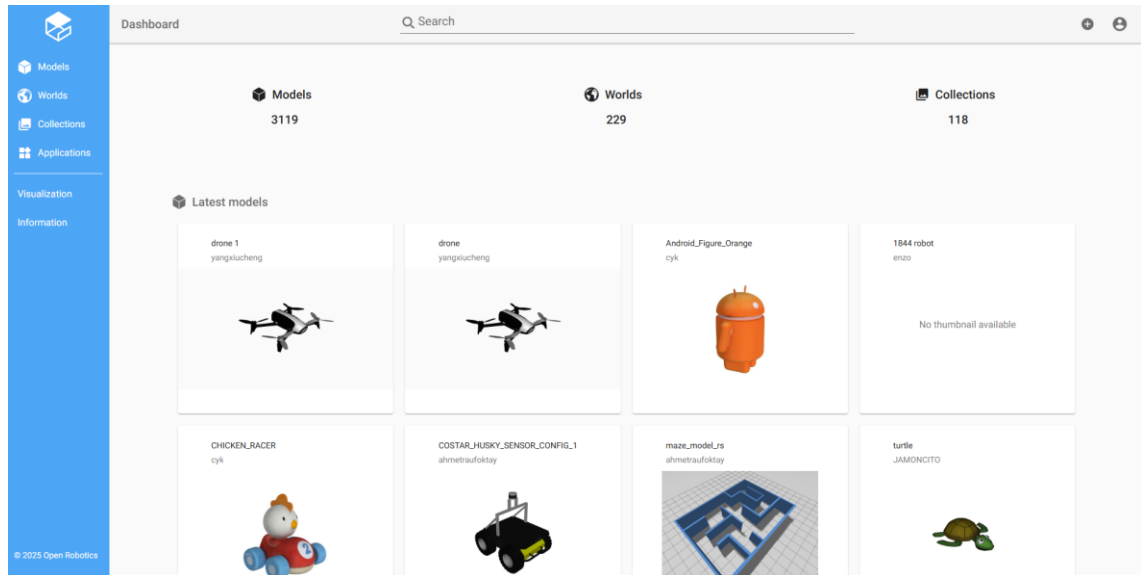 Dashboard
Search
Models
Worlds
Collections
Applications
Visualization
Information
© 2025 Open Robotics
Models
3119
Worlds
229
Collections
118
Latest models
drone 1
yangxiucheng
drone
yangxiucheng
Android_Figure_Orange
cyk
1844 robot
enzo
No thumbnail available
CHICKEN_RACER
cyk
2
COSTAR_HUSKY_SENSOR_CONFIG_1
ahmetraufoktay
maze_model_rs
ahmetraufoktay
turtle
JAMONCITO